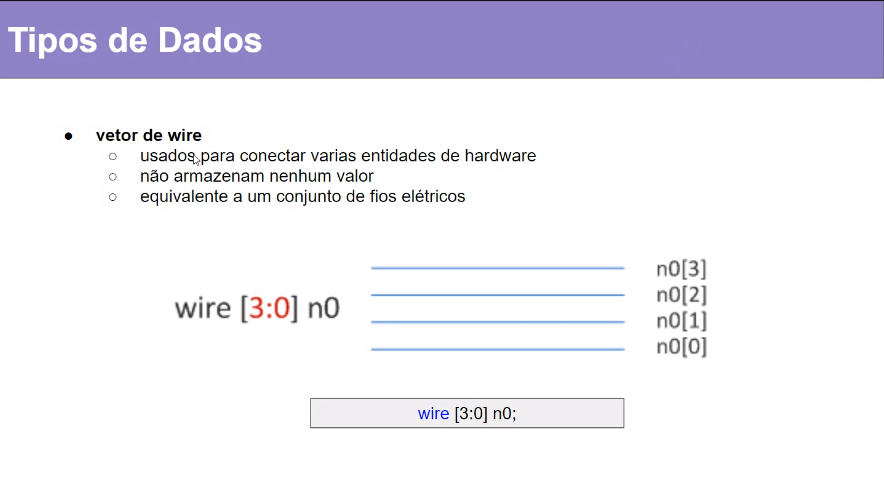 Tipos de Dados
● vetor de wire
○ usados para conectar varias entidades de hardware
○ não armazenam nenhum valor
○ equivalente a um conjunto de fios elétricos
wire [3:0] n0
n0[3]
n0[2]
n0[1]
n0[0]
wire [3:0] n0;